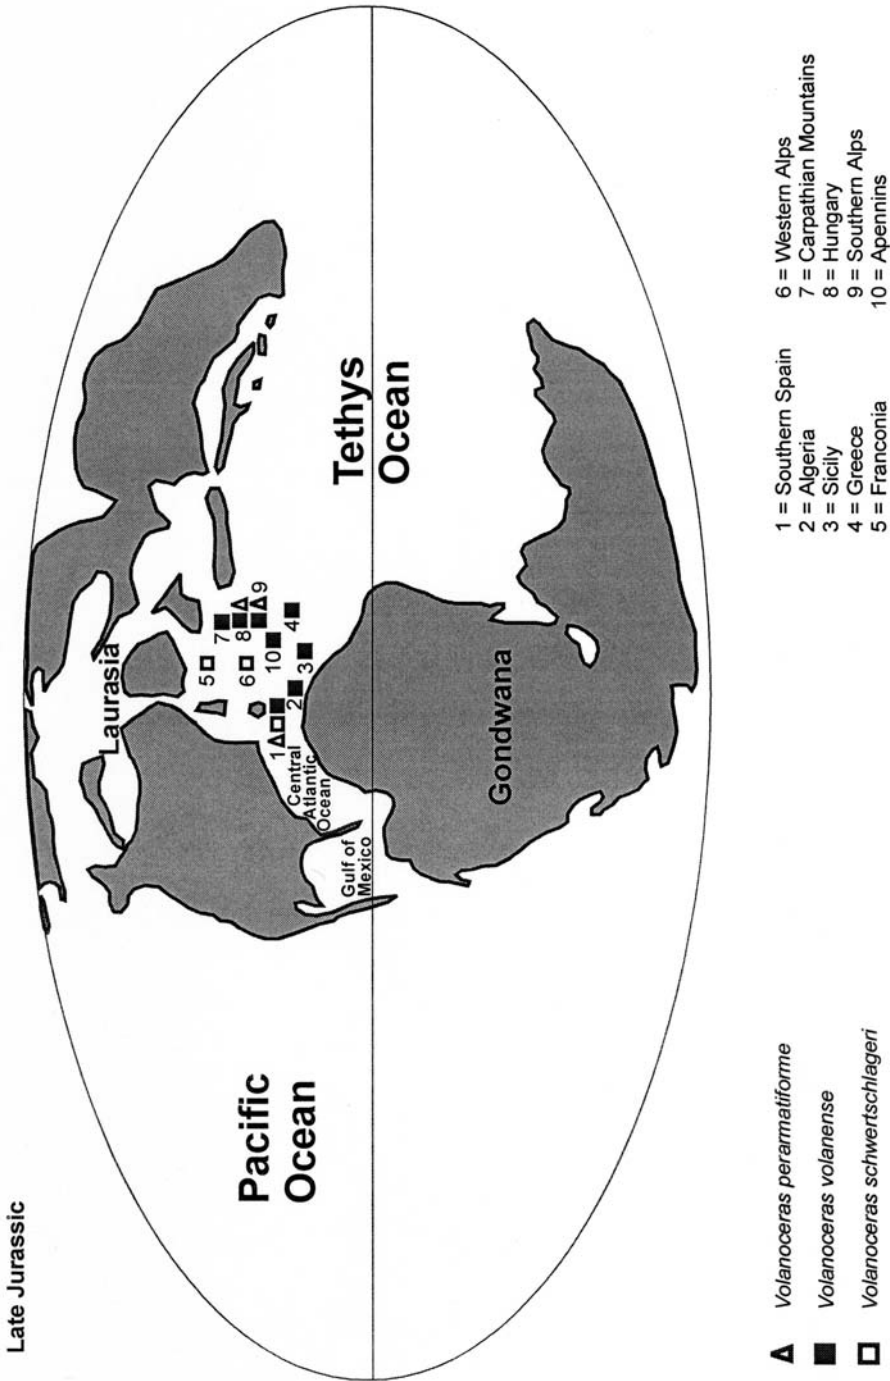 Late Jurassic
Laurasia
Pacific
Ocean
Tethys
Ocean
Central
Atlantic
Ocean
Gulf of
Mexico
Gondwana
5
6
7
8
9
10
4
3
2
1
Volanoceras perarmatiforme
Volanoceras volanense
Volanoceras schwertschlageri
1 = Southern Spain
2 = Algeria
3 = Sicily
4 = Greece
5 = Franconia
6 = Western Alps
7 = Carpathian Mountains
8 = Hungary
9 = Southern Alps
10 = Apennins